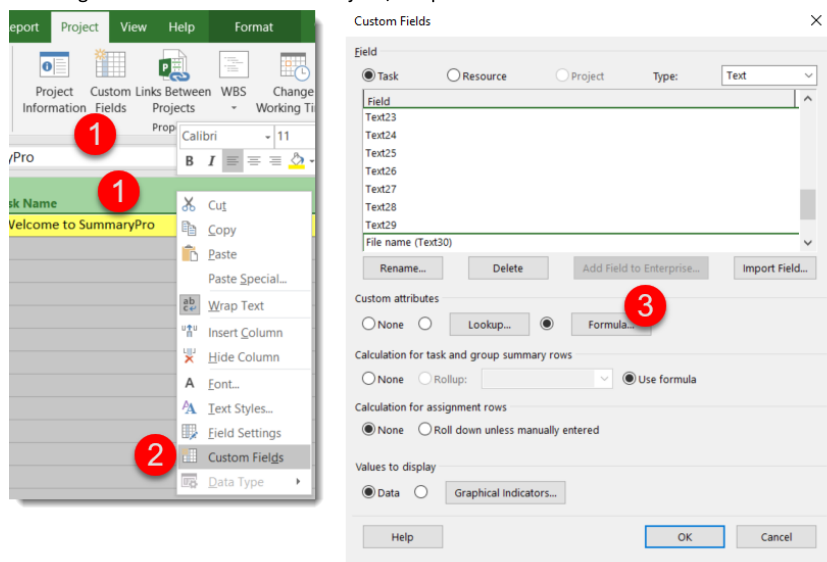 eport Project View Help Format
Project Information
Custom Fields
Links Between Projects
WBS
Change Working Ti
Prop
1
Calibri 11
B I
yPro
1
sk Name
Welcome to SummaryPro
Cut
Copy
Paste
Paste Special...
Wrap Text
Insert Column
Hide Column
A Font...
Text Styles...
Field Settings
2 Custom Fields
Data Type
Custom Fields
Field
Task Resource Project Type: Text
Field
Text23
Text24
Text25
Text26
Text27
Text28
Text29
File name (Text30)
Rename... Delete Add Field to Enterprise... Import Field...
Custom attributes
3
None Lookup... Formula...
Calculation for task and group summary rows
None Rollup: Use formula
Calculation for assignment rows
None Roll down unless manually entered
Values to display
Data Graphical Indicators...
Help OK Cancel